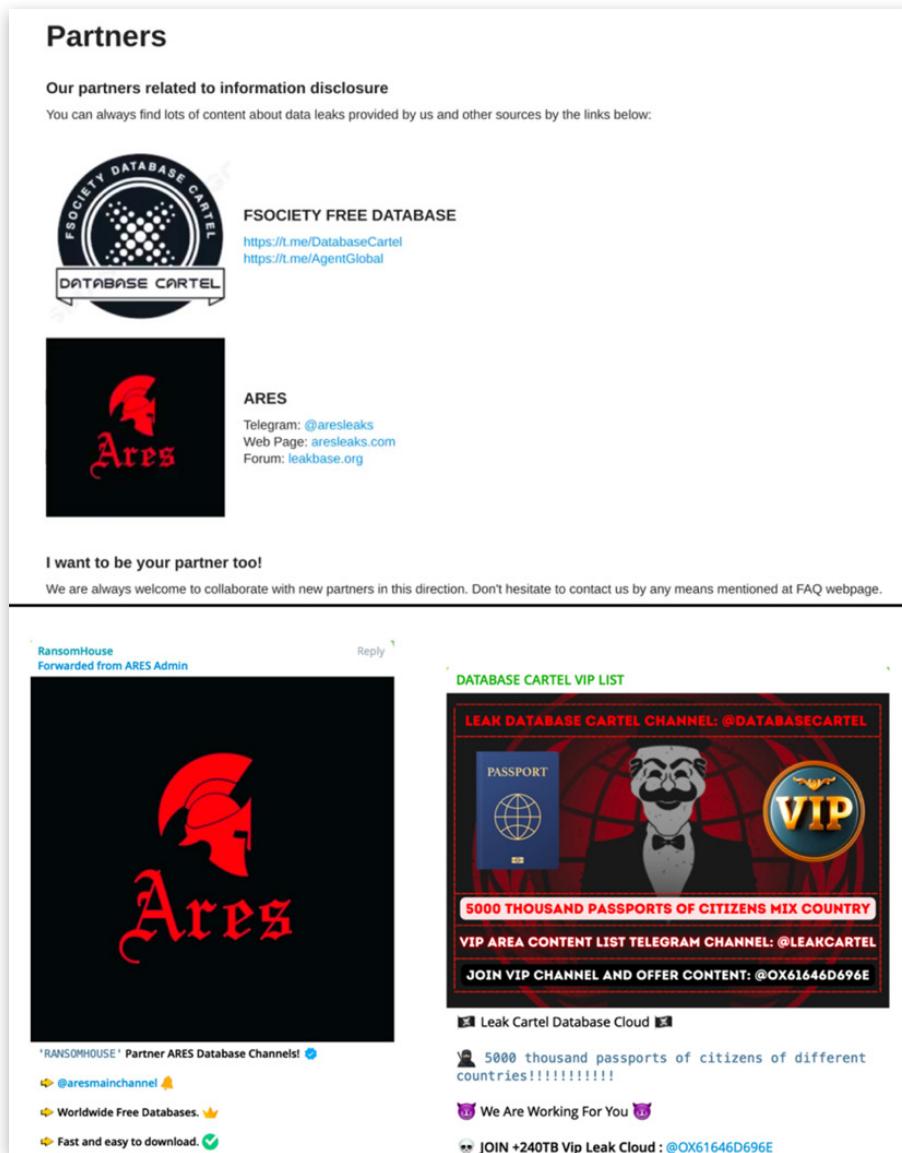 Partners
Our partners related to information disclosure
You can always find lots of content about data leaks provided by us and other sources by the links below:
FSOCIETY DATABASE CARTEL
DATABASE CARTEL
FSOCIETY FREE DATABASE
https://t.me/DatabaseCartel
https://t.me/AgentGlobal
Ares
ARES
Telegram: @aresleaks
Web Page: aresleaks.com
Forum: leakbase.org
I want to be your partner too!
We are always welcome to collaborate with new partners in this direction. Don't hesitate to contact us by any means mentioned at FAQ webpage.
RansomHouse
Reply
Forwarded from ARES Admin
Ares
'RANSOMHOUSE' Partner ARES Database Channels!
@aresmainchannel
Worldwide Free Databases.
Fast and easy to download.
DATABASE CARTEL VIP LIST
LEAK DATABASE CARTEL CHANNEL: @DATABASECARTEL
PASSPORT
VIP
5000 THOUSAND PASSPORTS OF CITIZENS MIX COUNTRY
VIP AREA CONTENT LIST TELEGRAM CHANNEL: @LEAKCARTEL
JOIN VIP CHANNEL AND OFFER CONTENT: @OX61646D696E
Leak Cartel Database Cloud
5000 thousand passports of citizens of different
countries!!!!!!!!!!!
We Are Working For You
JOIN +240TB Vip Leak Cloud : @OX61646D696E